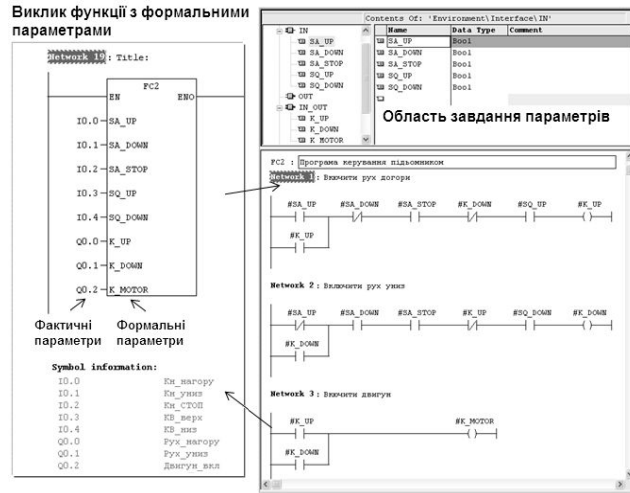 Виклик функції з формальними
параметрами
Network 19 : Title:
FC2
EN ENO
I0.0 SA_UP
I0.1 SA_DOWN
I0.2 SA_STOP
I0.3 SQ_UP
I0.4 SQ_DOWN
Q0.0 K_UP
Q0.1 K_DOWN
Q0.2 K_MOTOR
Фактичні Формальні
параметри параметри
Symbol information:
I0.0 Кн_нагору
I0.1 Кн_униз
I0.2 Кн_СТОП
I0.3 КВ_верх
I0.4 КВ_низ
Q0.0 Рух_нагору
Q0.1 Рух_униз
Q0.2 Двигун_вкл
Contents Of: 'Environment\Interface\IN'
IN
SA_UP
SA_DOWN
SA_STOP
SQ_UP
SQ_DOWN
OUT
IN_OUT
K_UP
K_DOWN
K_MOTOR
Name Data Type Comment
SA_UP Bool
SA_DOWN Bool
SA_STOP Bool
SQ_UP Bool
SQ_DOWN Bool
Область завдання параметрів
FC2 : Програма керування підьомником
Network 1 : Включити рух догори
#SA_UP #SA_DOWN #SA_STOP #K_DOWN #SQ_UP #K_UP
#K_UP
Network 2 : Включити рух униз
#SA_UP #SA_DOWN #SA_STOP #K_UP #SQ_DOWN #K_DOWN
#K_DOWN
Network 3 : Включити двигун
#K_UP #K_MOTOR
#K_DOWN